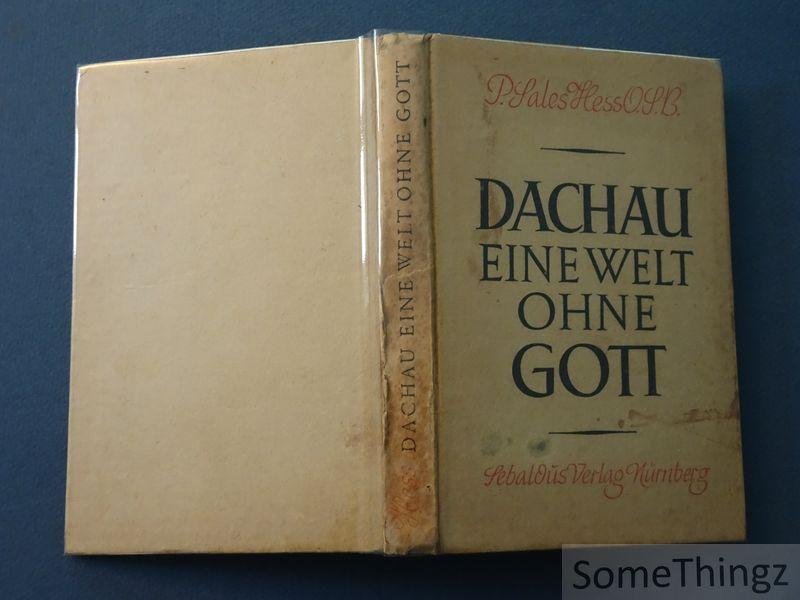 P. Sales Hess O.S.B.
DACHAU
EINE WELT
OHNE
GOTT
Sebaldus Verlag Nürnberg
Hess: DACHAU EINE WELT OHNE GOTT
SomeThingz